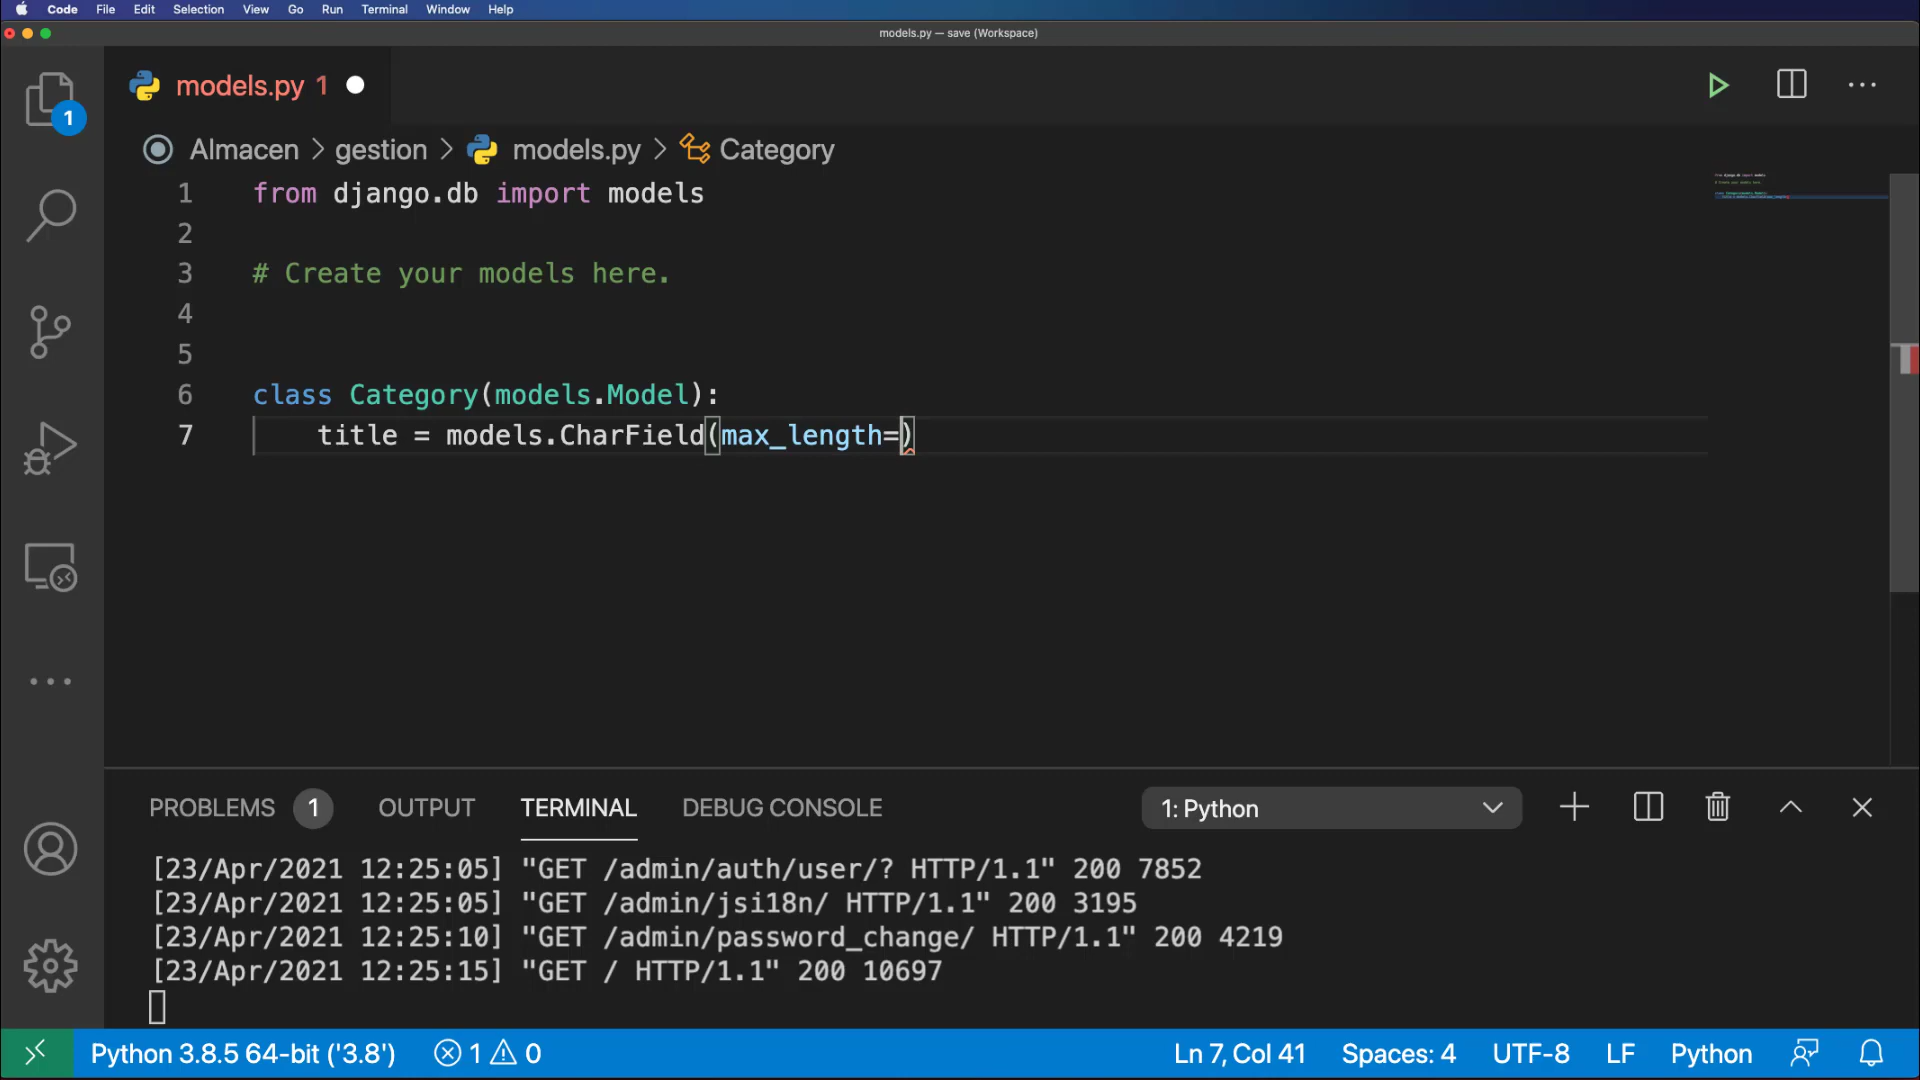 Code File Edit Selection View Go Run Terminal Window Help
models.py — save (Workspace)
models.py 1
1
Almacen > gestion > models.py > Category
1 from django.db import models
2
3 # Create your models here.
4
5
6 class Category(models.Model):
7     title = models.CharField(max_length=)
PROBLEMS 1 OUTPUT TERMINAL DEBUG CONSOLE 1: Python
[23/Apr/2021 12:25:05] "GET /admin/auth/user/? HTTP/1.1" 200 7852
[23/Apr/2021 12:25:05] "GET /admin/jsi18n/ HTTP/1.1" 200 3195
[23/Apr/2021 12:25:10] "GET /admin/password_change/ HTTP/1.1" 200 4219
[23/Apr/2021 12:25:15] "GET / HTTP/1.1" 200 10697
Python 3.8.5 64-bit ('3.8') 1 0 Ln 7, Col 41 Spaces: 4 UTF-8 LF Python